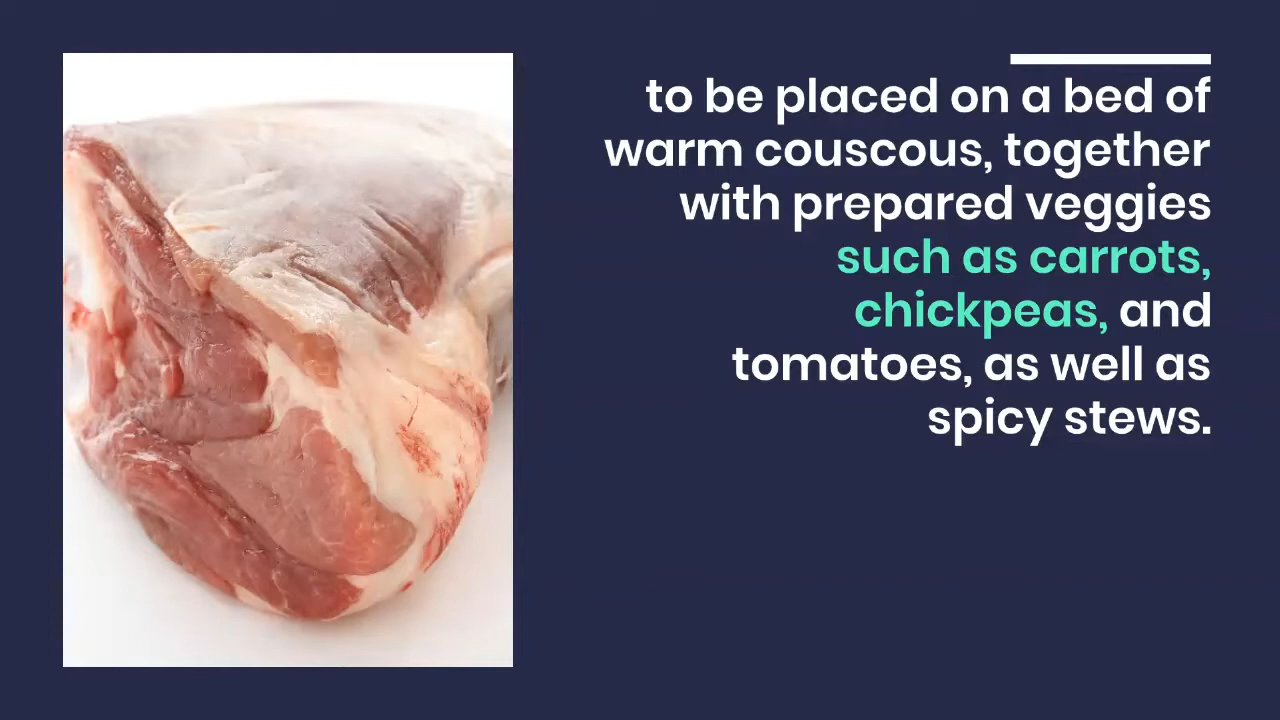 to be placed on a bed of
warm couscous, together
with prepared veggies
such as carrots,
chickpeas, and
tomatoes, as well as
spicy stews.